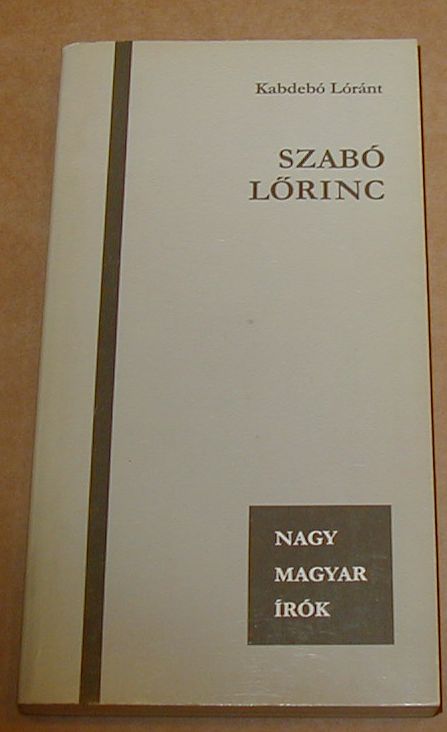 Kabdebó Lóránt
SZABÓ
LŐRINC
NAGY
MAGYAR
ÍRÓK